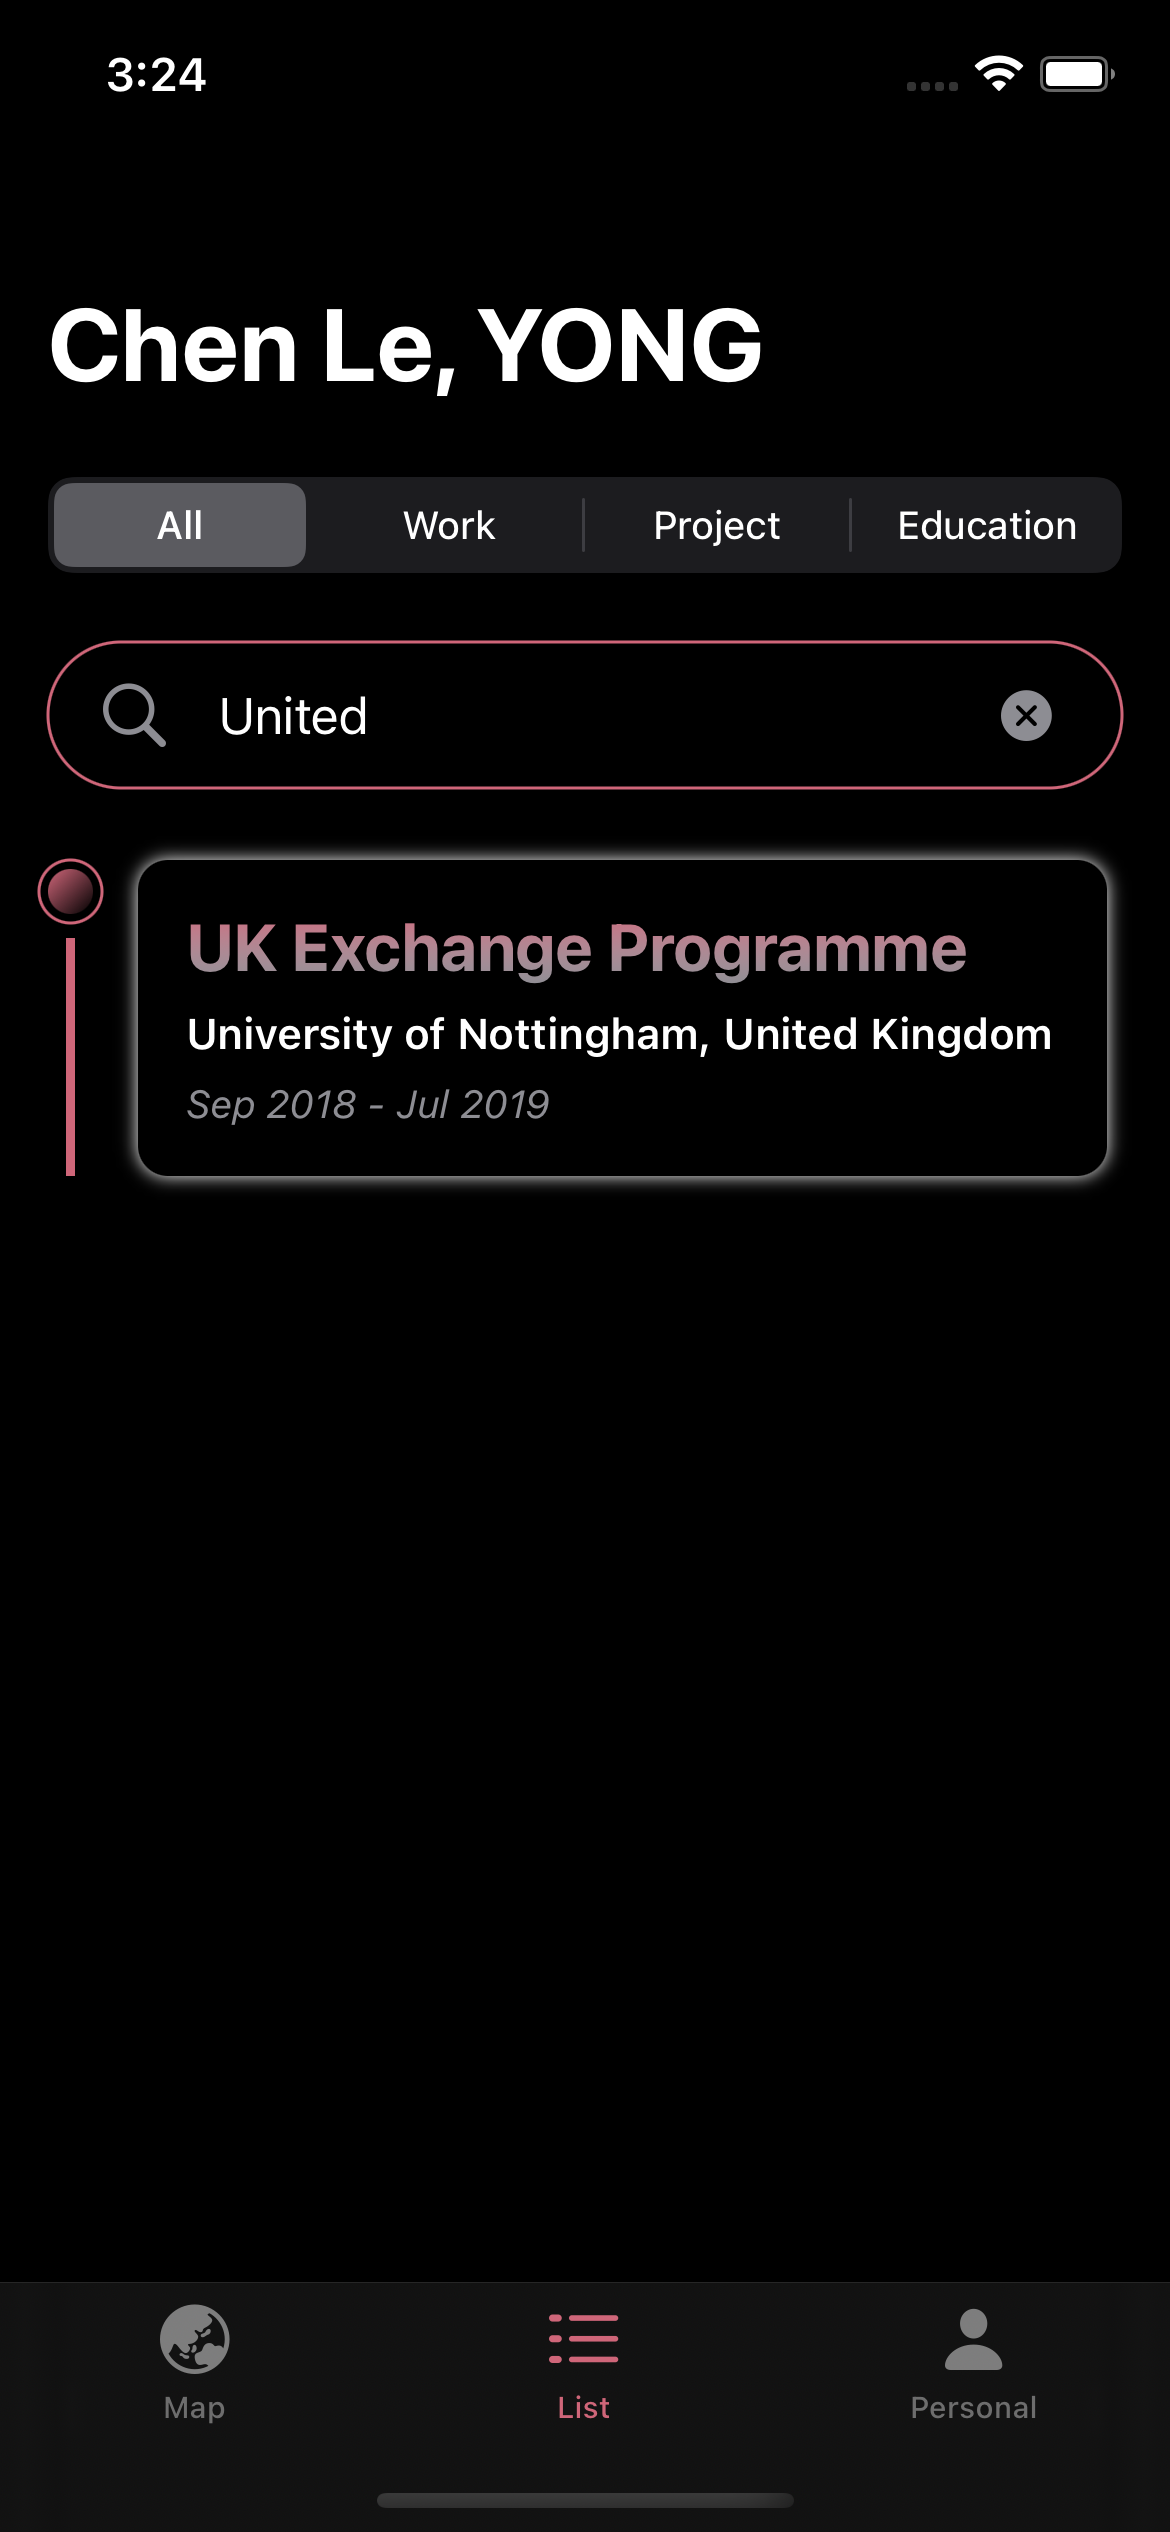 3:24
Chen Le, YONG
All Work Project Education
United
UK Exchange Programme
University of Nottingham, United Kingdom
Sep 2018 - Jul 2019
Map List Personal